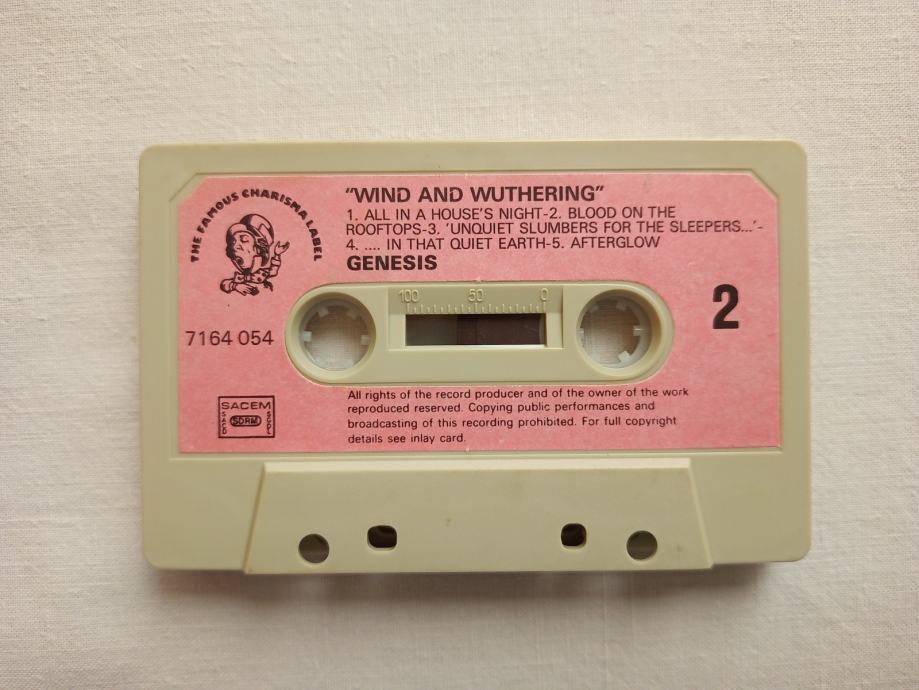 THE FAMOUS CHARISMA LABEL
"WIND AND WUTHERING"
1. ALL IN A HOUSE'S NIGHT-2. BLOOD ON THE
ROOFTOPS-3. 'UNQUIET SLUMBERS FOR THE SLEEPERS...'-
4. .... IN THAT QUIET EARTH-5. AFTERGLOW
GENESIS
100 50 0
2
7164 054
SACEM
SACD SDRM SGDL
All rights of the record producer and of the owner of the work
reproduced reserved. Copying public performances and
broadcasting of this recording prohibited. For full copyright
details see inlay card.